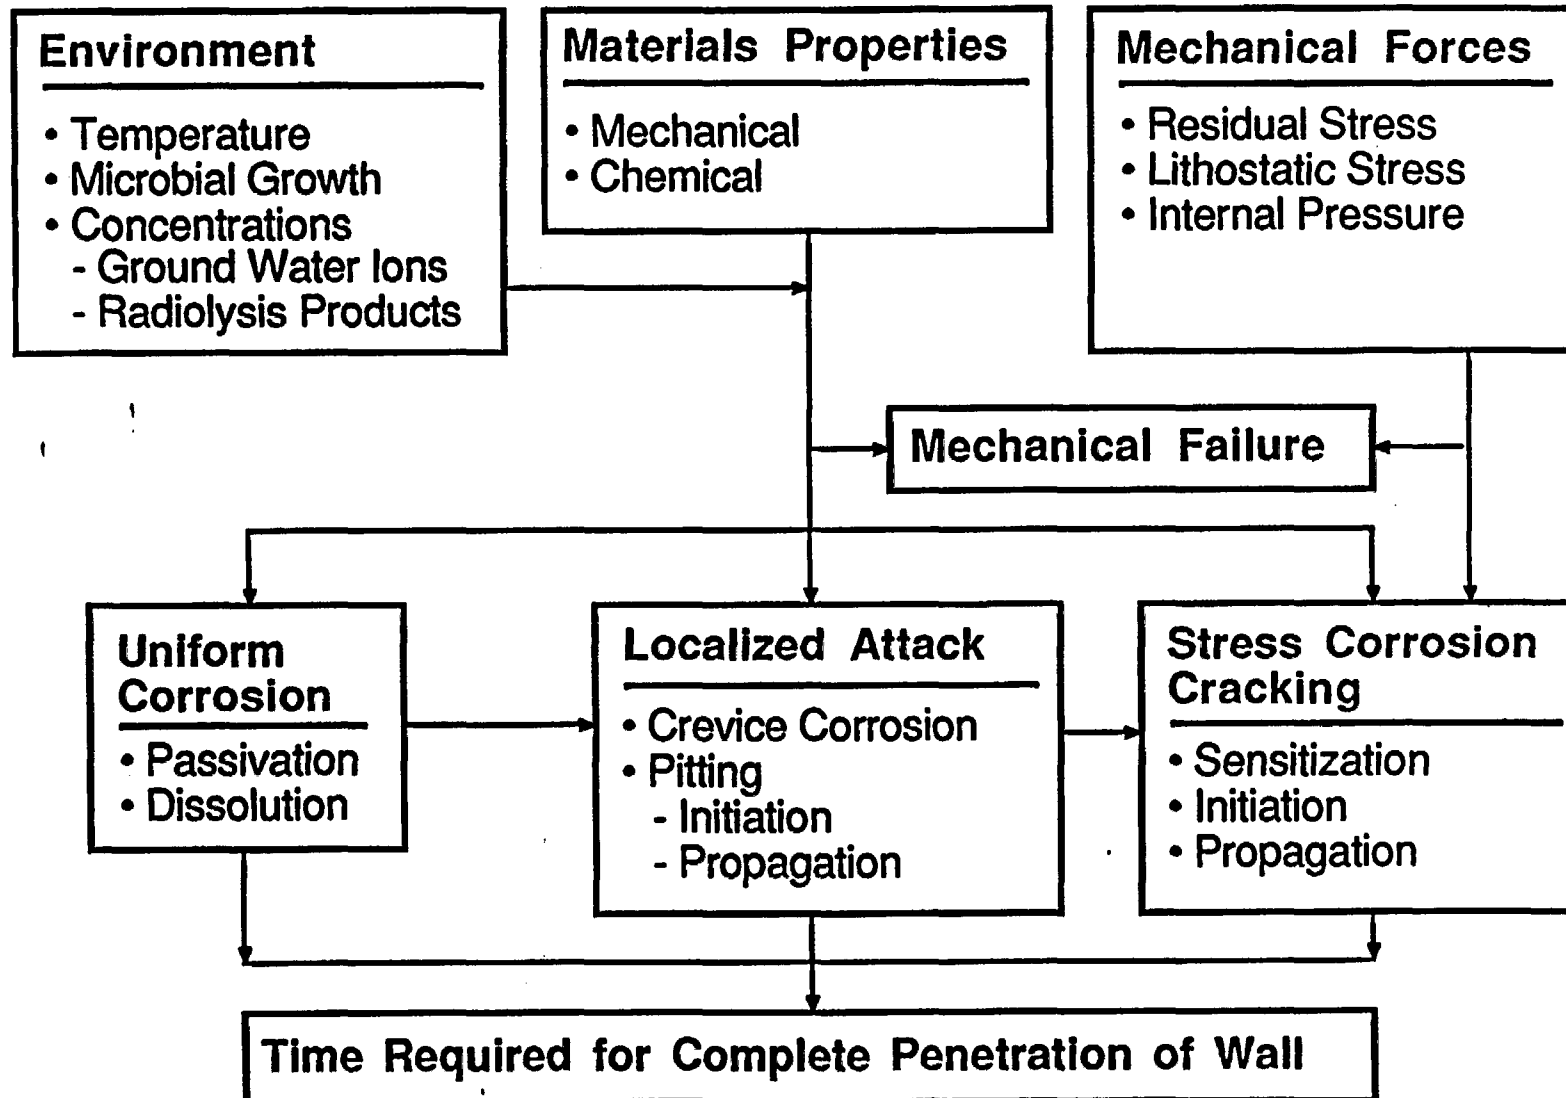 Environment
• Temperature
• Microbial Growth
• Concentrations
- Ground Water Ions
- Radiolysis Products
Materials Properties
• Mechanical
• Chemical
Mechanical Forces
• Residual Stress
• Lithostatic Stress
• Internal Pressure
Mechanical Failure
Uniform
Corrosion
• Passivation
• Dissolution
Localized Attack
• Crevice Corrosion
• Pitting
- Initiation
- Propagation
Stress Corrosion
Cracking
• Sensitization
• Initiation
• Propagation
Time Required for Complete Penetration of Wall